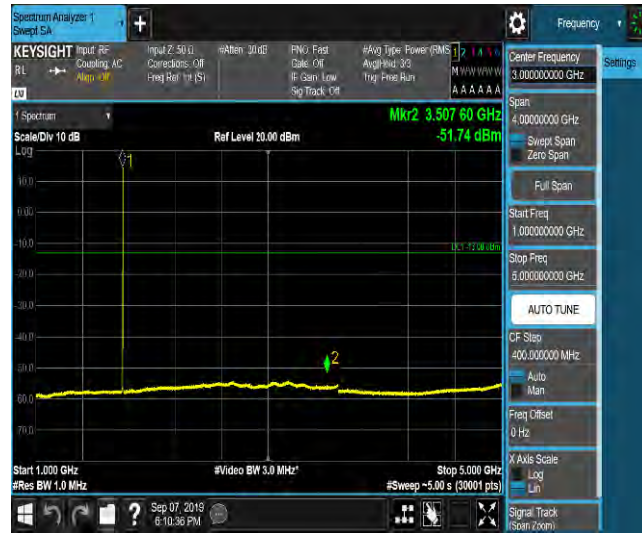 Spectrum Analyzer 1
Swept SA
Frequency
KEYSIGHT Input: RF
RL
Coupling: AC
Align: Off
LXI
Input Z: 50 Ω
Corrections: Off
Freq Ref: Int (S)
#Atten: 30 dB
PNO: Fast
Gate: Off
IF Gain: Low
Sig Track: Off
#Avg Type: Power (RMS
Avg|Hold: 3/3
Trig: Free Run
1 2 3 4 5 6
M W W W W W
A A A A A A
Settings
1 Spectrum
Scale/Div 10 dB
Ref Level 20.00 dBm
Mkr2 3.507 60 GHz
-51.74 dBm
Log
10.0
0.00
-10.0
-20.0
-30.0
-40.0
-50.0
-60.0
-70.0
1
DL1 -13.00 dBm
2
Start 1.000 GHz
#Video BW 3.0 MHz*
Stop 5.000 GHz
#Res BW 1.0 MHz
#Sweep ~5.00 s (30001 pts)
?
Sep 07, 2019
6:10:36 PM
Center Frequency
3.000000000 GHz
Span
4.00000000 GHz
Swept Span
Zero Span
Full Span
Start Freq
1.000000000 GHz
Stop Freq
5.000000000 GHz
AUTO TUNE
CF Step
400.000000 MHz
Auto
Man
Freq Offset
0 Hz
X Axis Scale
Log
Lin
Signal Track
(Span Zoom)